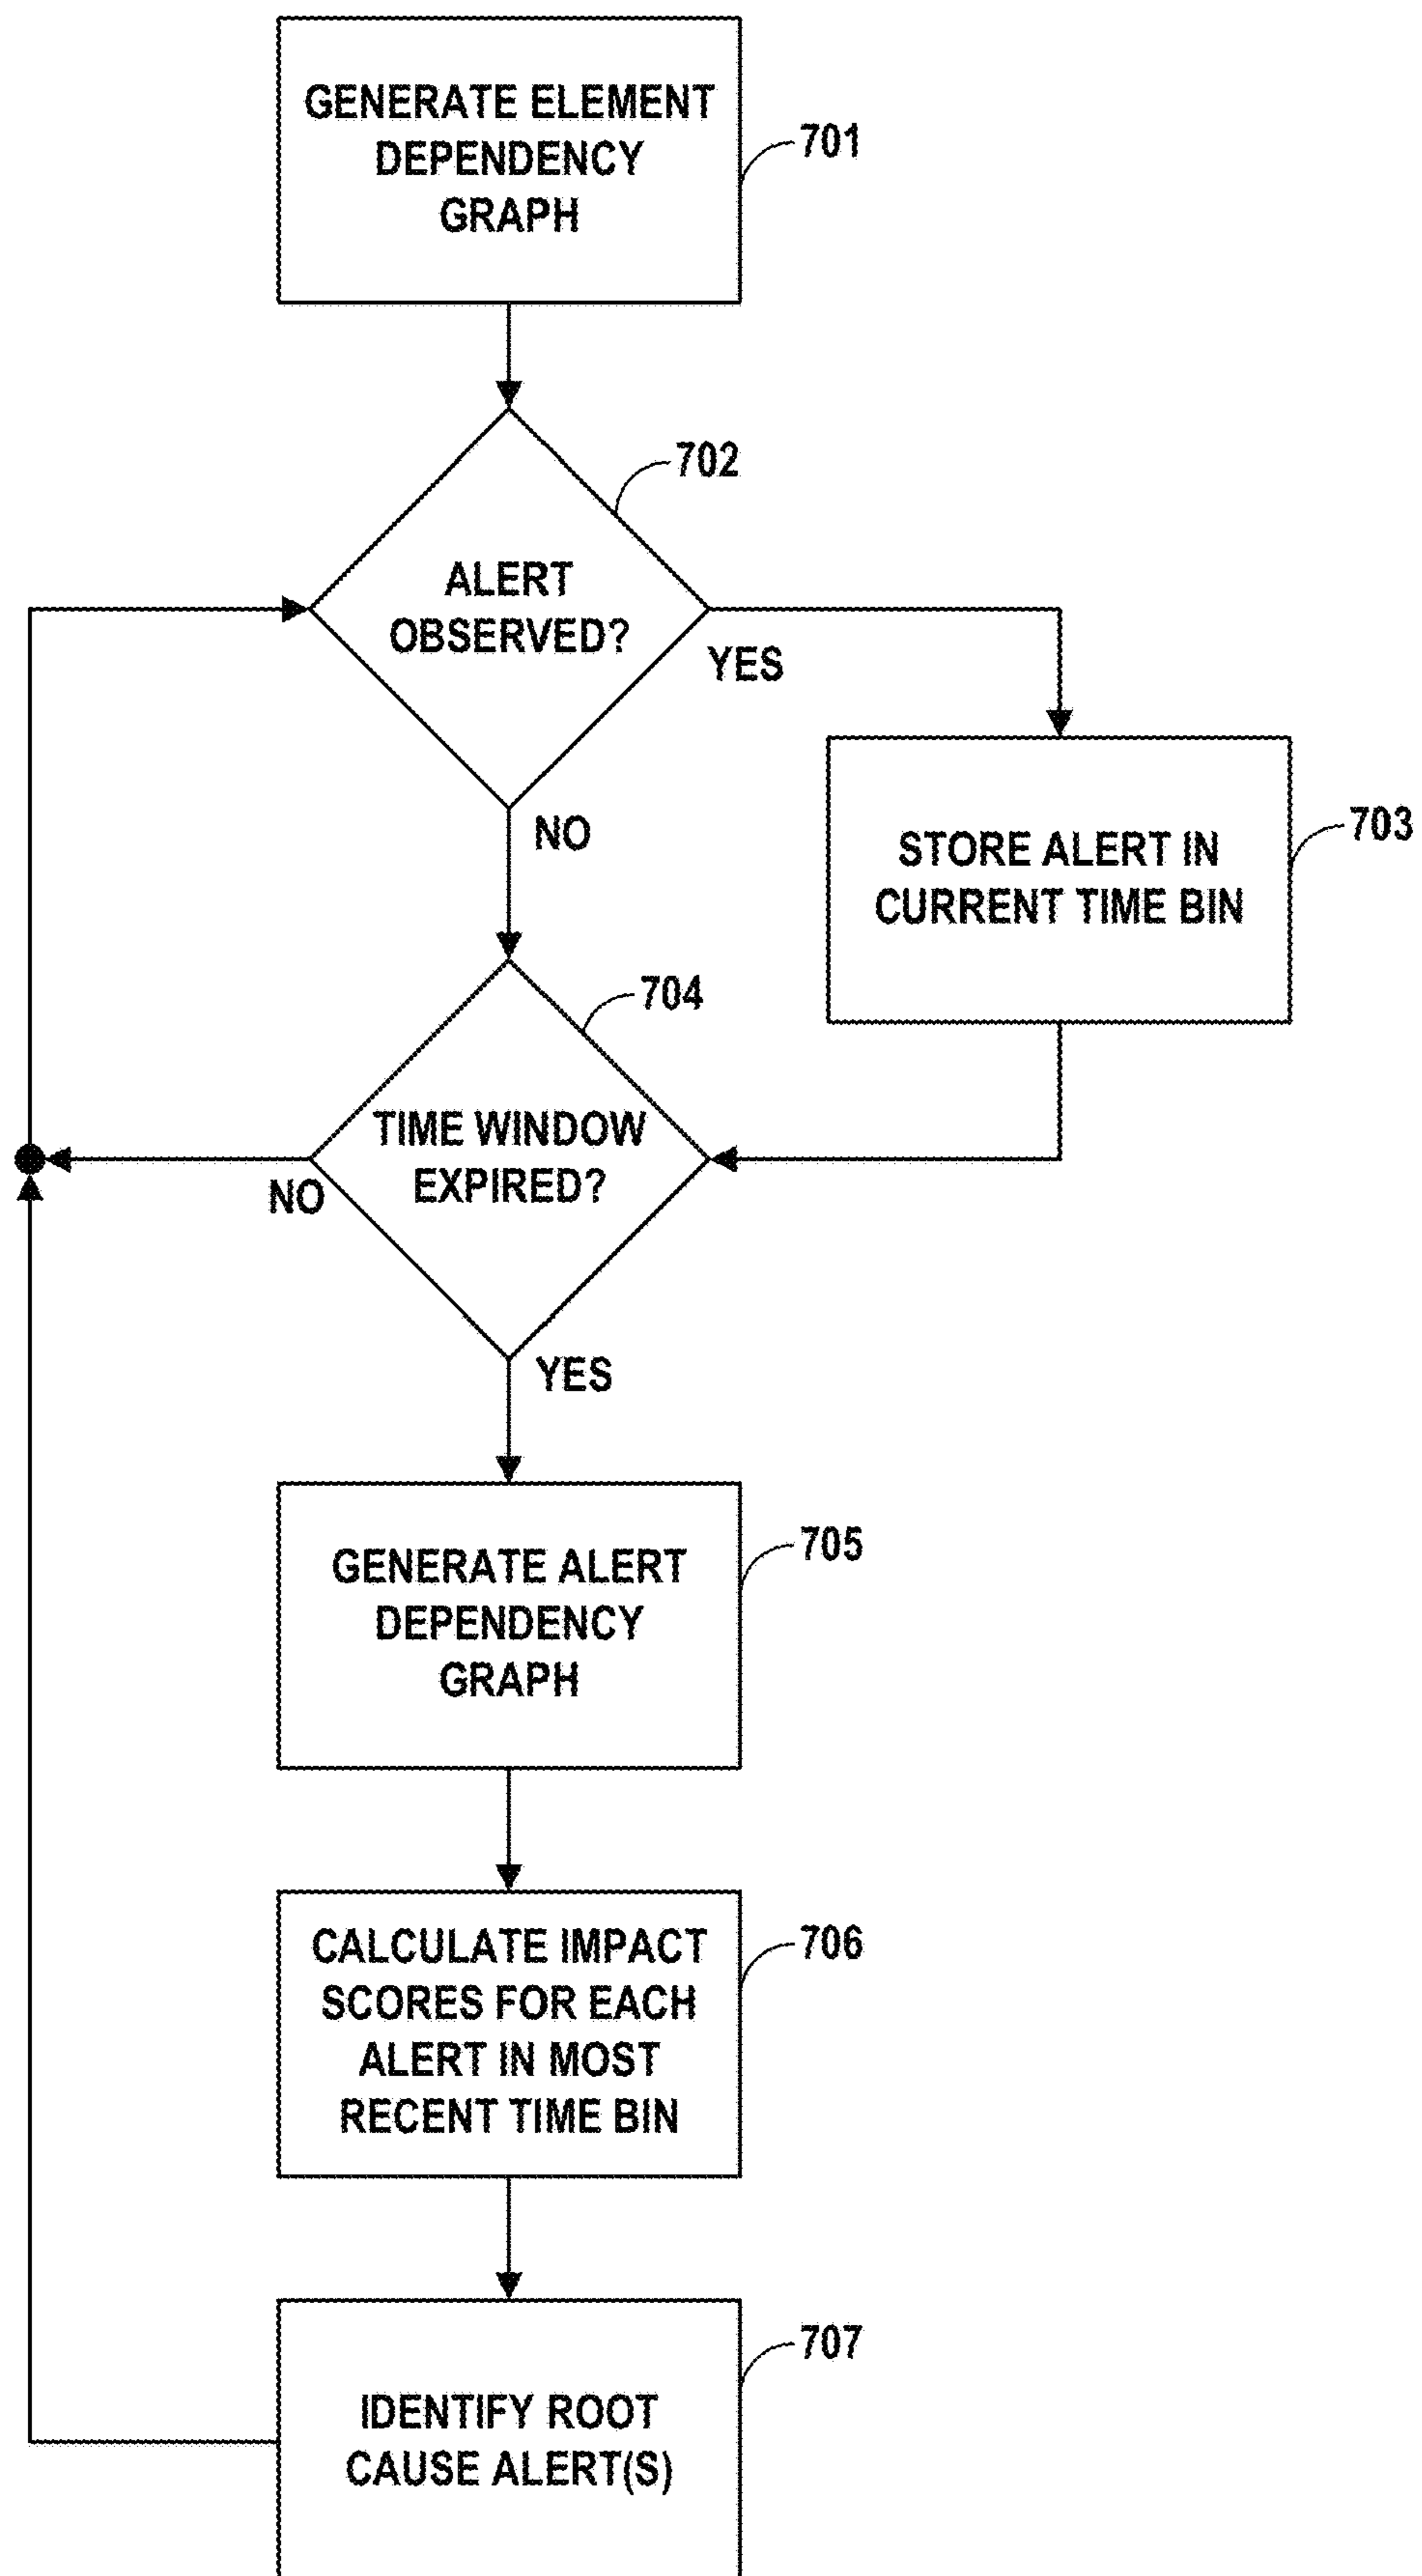 GENERATE ELEMENT
DEPENDENCY
GRAPH
701
702
ALERT
OBSERVED?
YES
NO
STORE ALERT IN
CURRENT TIME BIN
703
704
TIME WINDOW
EXPIRED?
NO
YES
GENERATE ALERT
DEPENDENCY
GRAPH
705
CALCULATE IMPACT
SCORES FOR EACH
ALERT IN MOST
RECENT TIME BIN
706
707
IDENTIFY ROOT
CAUSE ALERT(S)